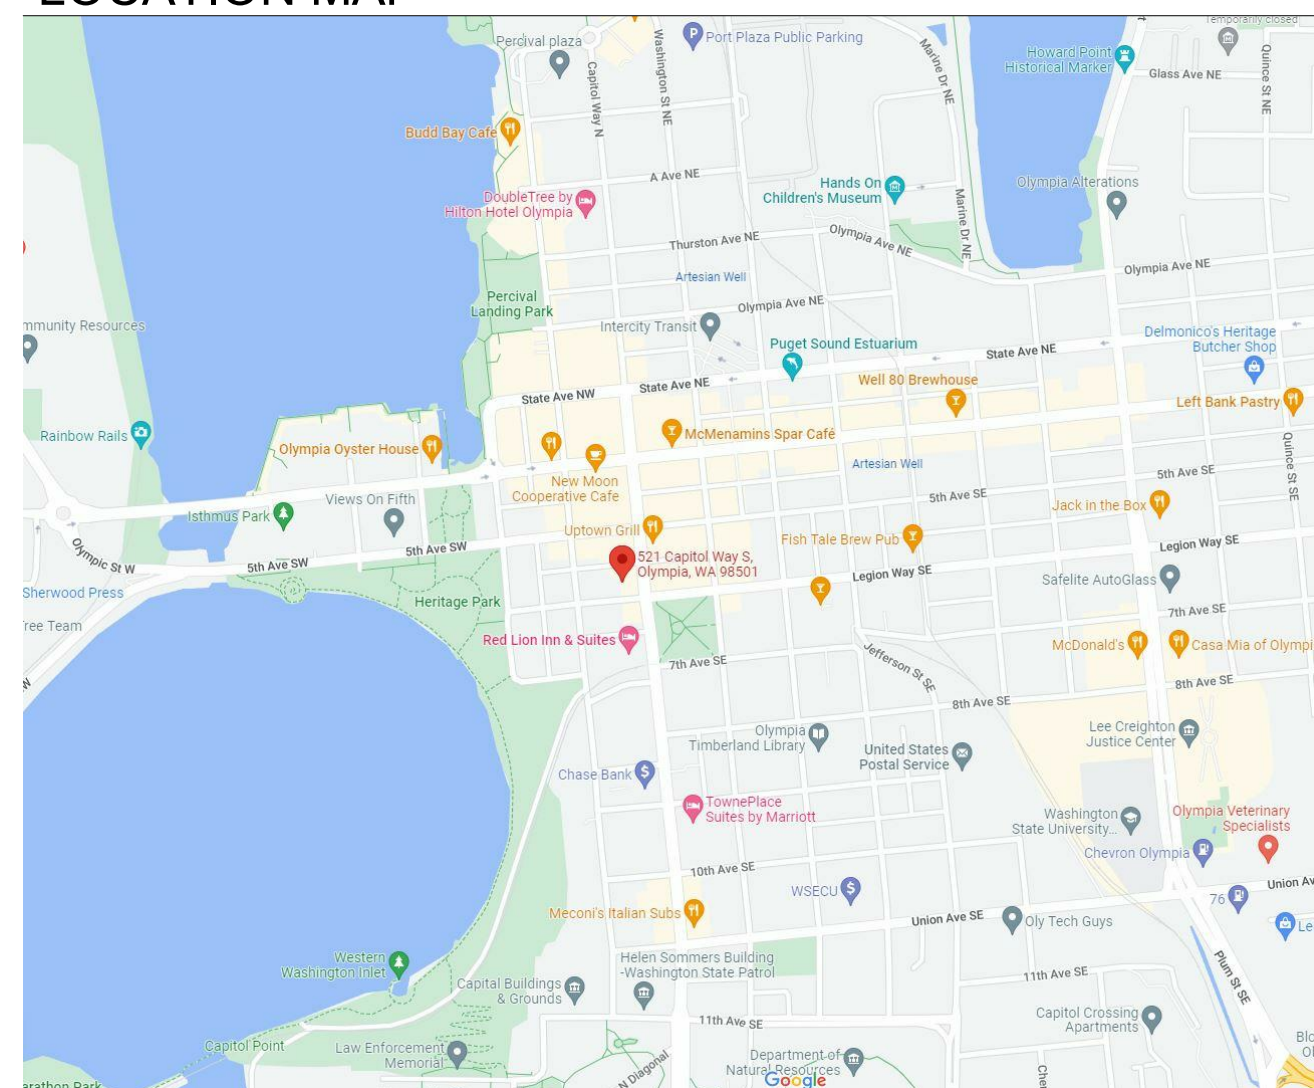 LOCATION MAP
Temporarily closed
Percival plaza
Port Plaza Public Parking
Howard Point
Historical Marker
Glass Ave NE
Quince St NE
Marine Dr NE
Washington St NE
Capitol Way N
Budd Bay Cafe
A Ave NE
Hands On
Children's Museum
Olympia Alterations
DoubleTree by
Hilton Hotel Olympia
Marine Dr NE
Thurston Ave NE
Olympia Ave NE
Olympia Ave NE
Artesian Well
Percival
Landing Park
Olympia Ave NE
Intercity Transit
mmunity Resources
Puget Sound Estuarium
State Ave NE
Delmonico's Heritage
Butcher Shop
State Ave NE
State Ave NW
Well 80 Brewhouse
Left Bank Pastry
Rainbow Rails
Olympia Oyster House
McMenamins Spar Café
Artesian Well
Quince St SE
New Moon
Cooperative Cafe
5th Ave SE
5th Ave SE
Views On Fifth
Isthmus Park
Jack in the Box
Uptown Grill
Fish Tale Brew Pub
Legion Way SE
5th Ave SW
5th Ave SW
Olympic St W
521 Capitol Way S,
Olympia, WA 98501
Legion Way SE
Safelite AutoGlass
Sherwood Press
Heritage Park
7th Ave SE
ree Team
Red Lion Inn & Suites
McDonald's
Casa Mia of Olympi
7th Ave SE
Jefferson St SE
W
8th Ave SE
8th Ave SE
Olympia
Timberland Library
Lee Creighton
Justice Center
United States
Postal Service
Chase Bank
TownePlace
Suites by Marriott
Washington
State University...
Olympia Veterinary
Specialists
Chevron Olympia
10th Ave SE
WSECU
Union Av
76
Meconi's Italian Subs
Union Ave SE
Oly Tech Guys
Le
Western
Washington Inlet
Helen Sommers Building
-Washington State Patrol
Capital Buildings
& Grounds
11th Ave SE
Plum St SE
Capitol Crossing
Apartments
11th Ave SE
Capitol Point
Law Enforcement
Memorial
Department of
Natural Resources
N Diagonal
Cher
Blo
Ol
Google
arathon Park